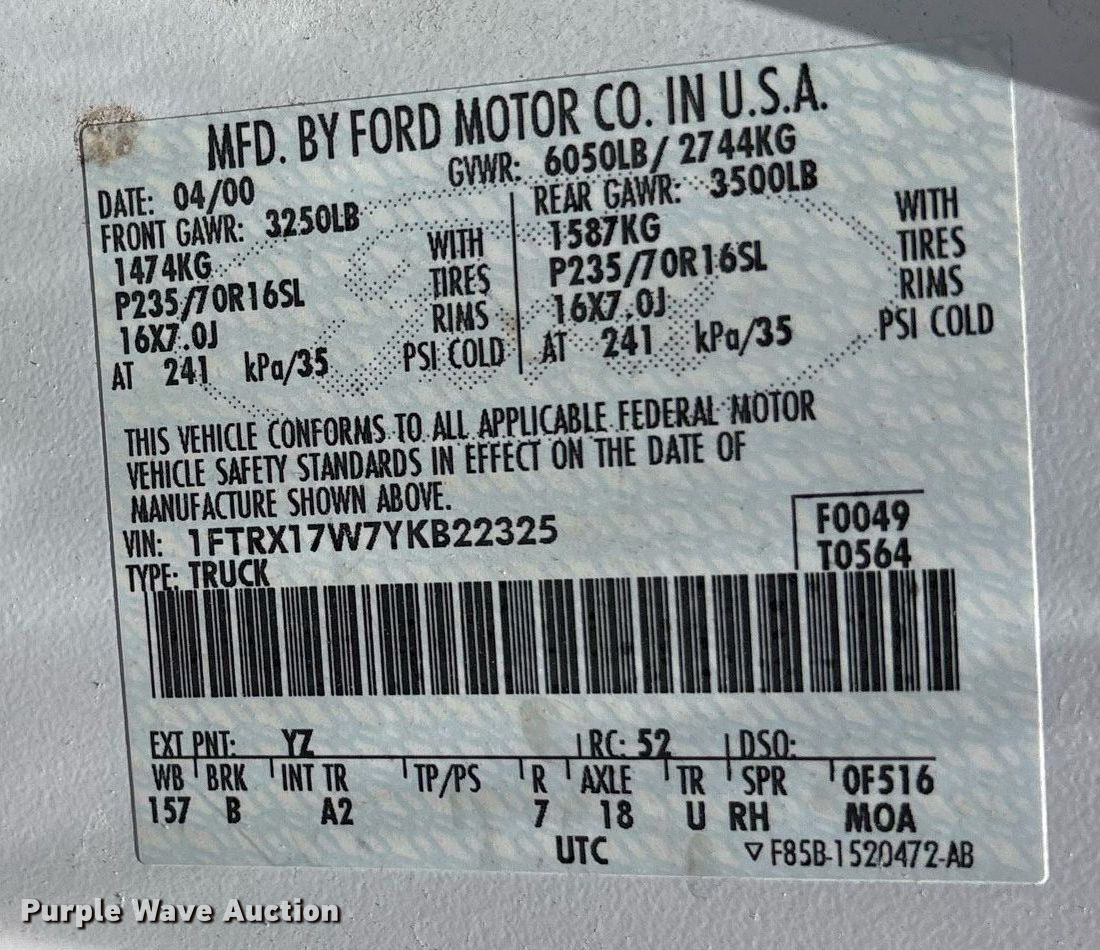 MFD. BY FORD MOTOR CO. IN U.S.A.
DATE: 04/00 GVWR: 6050LB/ 2744KG
FRONT GAWR: 3250LB REAR GAWR: 3500LB
1474KG WITH 1587KG WITH
P235/70R16SL TIRES P235/70R16SL TIRES
16X7.0J RIMS 16X7.0J RIMS
AT 241 kPa/35 PSI COLD AT 241 kPa/35 PSI COLD
THIS VEHICLE CONFORMS TO ALL APPLICABLE FEDERAL MOTOR
VEHICLE SAFETY STANDARDS IN EFFECT ON THE DATE OF
MANUFACTURE SHOWN ABOVE.
VIN: 1FTRX17W7YKB22325 F0049
TYPE: TRUCK T0564
EXT PNT: YZ RC: 52 DSO:
WB BRK INT TR TP/PS R AXLE TR SPR 0F516
157 B A2 7 18 U RH MOA
UTC ▽ F85B-1520472-AB
Purple Wave Auction